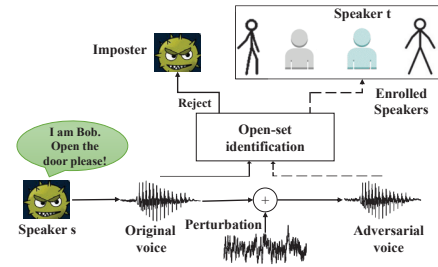 Speaker t
Imposter
Reject
Enrolled
Speakers
Open-set
identification
I am Bob.
Open the
door please!
Speaker s
Original
voice
Perturbation
+
Adversarial
voice